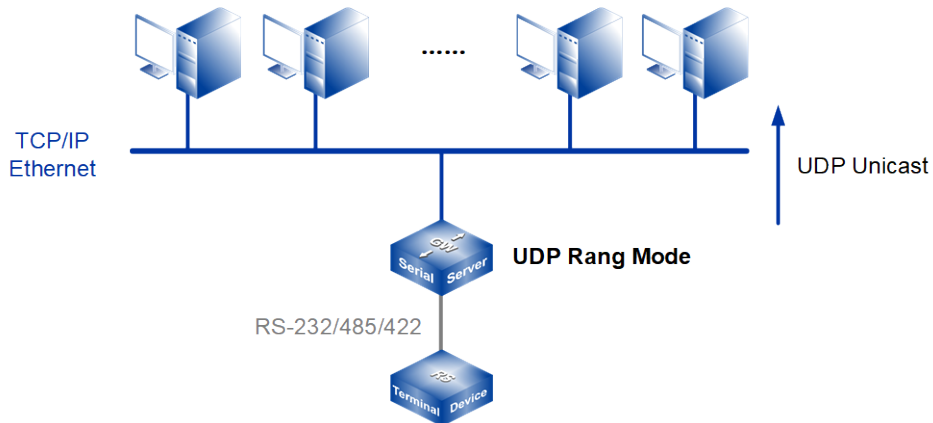 ......
TCP/IP
Ethernet
UDP Unicast
GW
Serial Server
UDP Rang Mode
RS-232/485/422
RS
Terminal Device